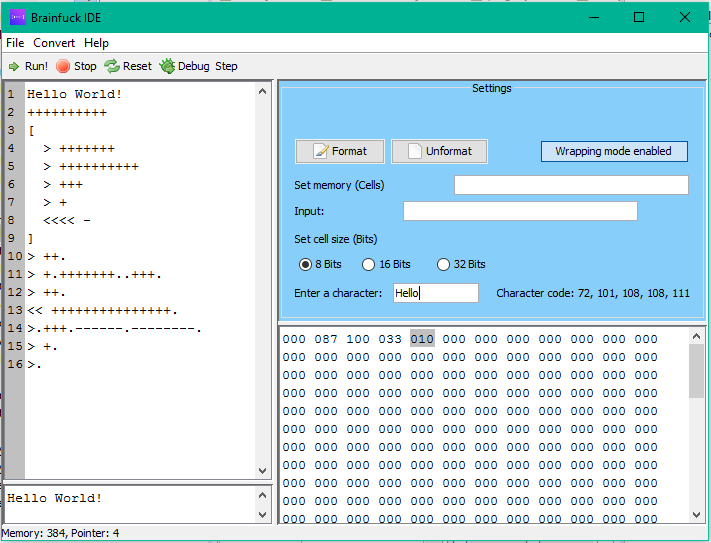 Brainfuck IDE
File Convert Help
Run! Stop Reset Debug Step
1 Hello World!
2 ++++++++++
3 [
4 > +++++++
5 > ++++++++++
6 > +++
7 > +
8 <<<< -
9 ]
10 > ++.
11 > +.+++++++..+++.
12 > ++.
13 << +++++++++++++++.
14 >.+++.------.--------.
15 > +.
16 >.
Hello World!
Settings
Format Unformat Wrapping mode enabled
Set memory (Cells)
Input:
Set cell size (Bits)
8 Bits 16 Bits 32 Bits
Enter a character: Hello Character code: 72, 101, 108, 108, 111
000 087 100 033 010 000 000 000 000 000 000 000
000 000 000 000 000 000 000 000 000 000 000 000
000 000 000 000 000 000 000 000 000 000 000 000
000 000 000 000 000 000 000 000 000 000 000 000
000 000 000 000 000 000 000 000 000 000 000 000
000 000 000 000 000 000 000 000 000 000 000 000
000 000 000 000 000 000 000 000 000 000 000 000
000 000 000 000 000 000 000 000 000 000 000 000
000 000 000 000 000 000 000 000 000 000 000 000
000 000 000 000 000 000 000 000 000 000 000 000
000 000 000 000 000 000 000 000 000 000 000 000
Memory: 384, Pointer: 4